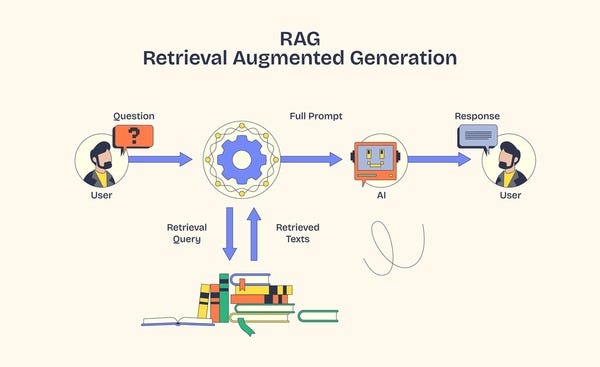 RAG
Retrieval Augmented Generation
Question
Full Prompt
Response
?
User
AI
User
Retrieval
Query
Retrieved
Texts